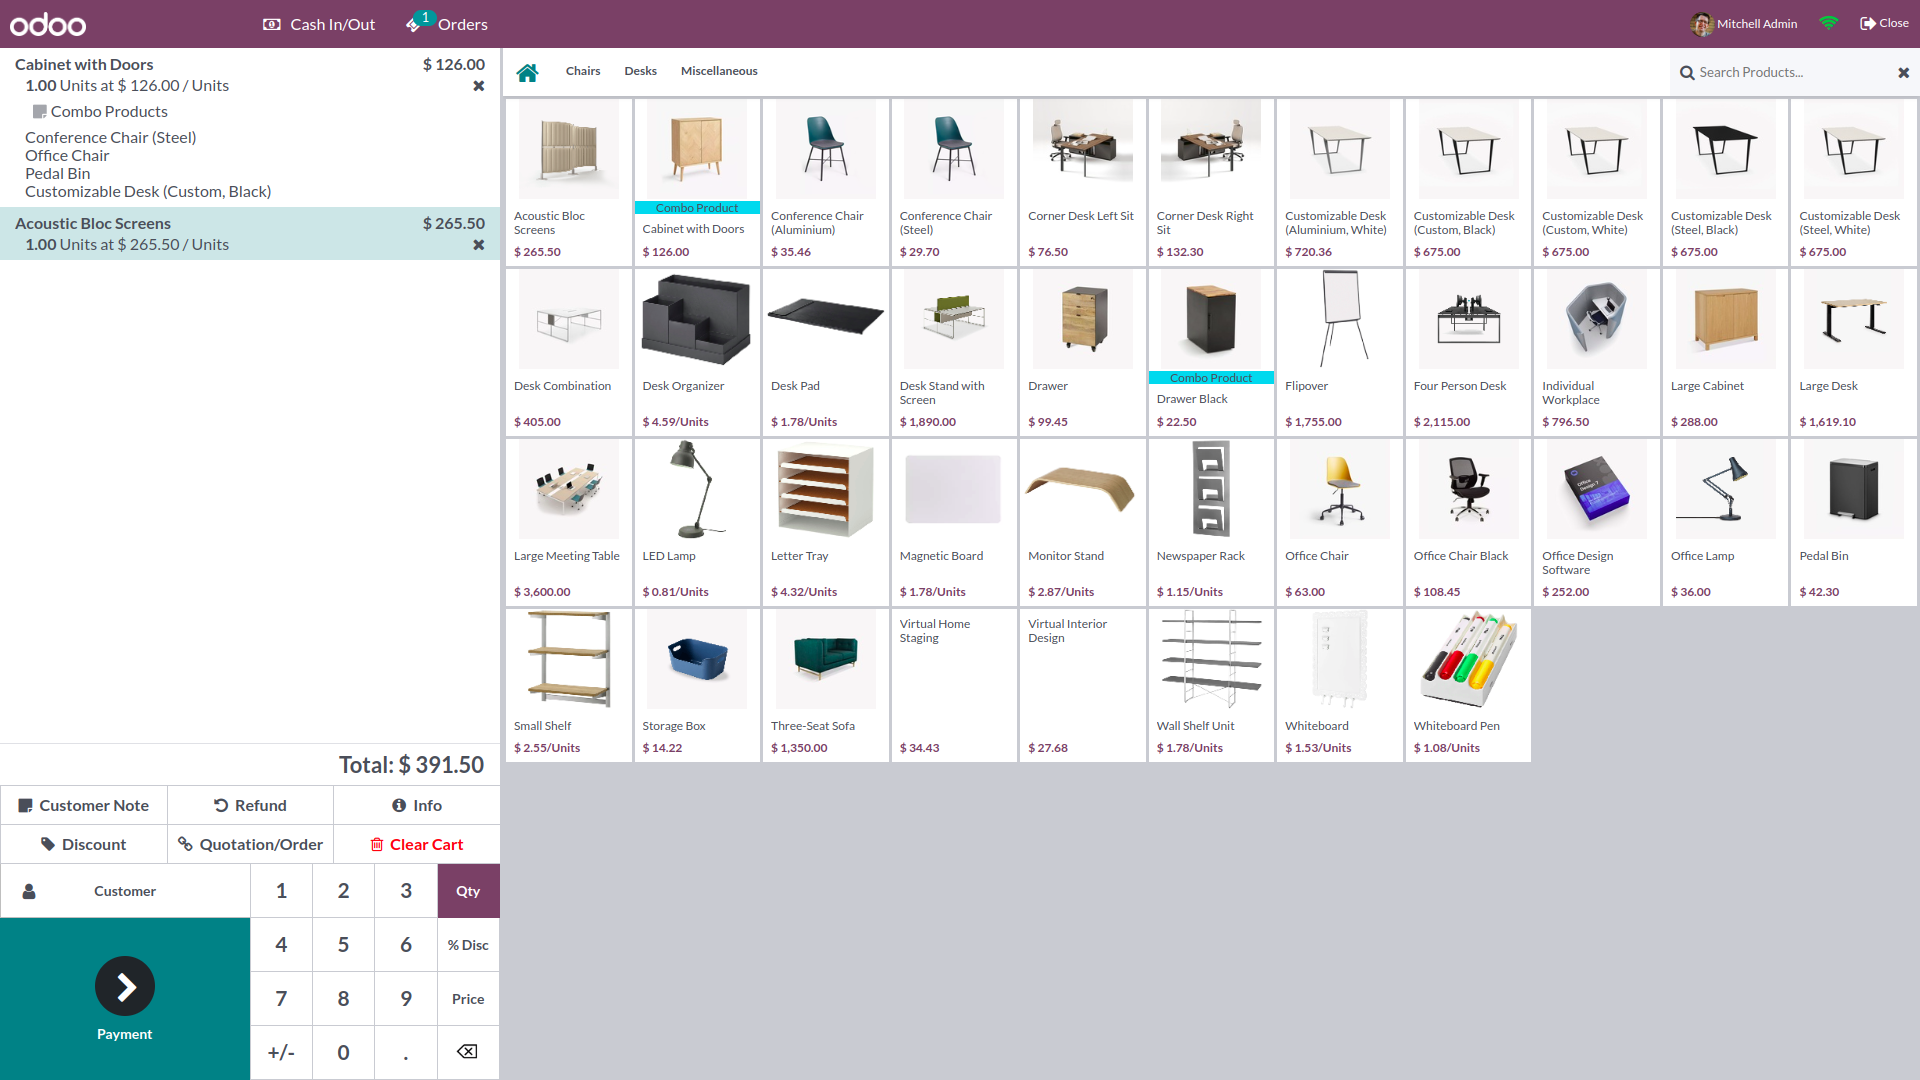 odoo
Cash In/Out
1
Orders
Mitchell Admin
Close
Cabinet with Doors $ 126.00
1.00 Units at $ 126.00 / Units
Combo Products
Conference Chair (Steel)
Office Chair
Pedal Bin
Customizable Desk (Custom, Black)
Acoustic Bloc Screens $ 265.50
1.00 Units at $ 265.50 / Units
Total: $ 391.50
Customer Note
Refund
Info
Discount
Quotation/Order
Clear Cart
Customer
1 2 3 Qty
4 5 6 % Disc
7 8 9 Price
+/- 0 .
Payment
Chairs
Desks
Miscellaneous
Search Products...
Acoustic Bloc
Screens
$ 265.50
Combo Product
Cabinet with Doors
$ 126.00
Conference Chair
(Aluminium)
$ 35.46
Conference Chair
(Steel)
$ 29.70
Corner Desk Left Sit
$ 76.50
Corner Desk Right
Sit
$ 132.30
Customizable Desk
(Aluminium, White)
$ 720.36
Customizable Desk
(Custom, Black)
$ 675.00
Customizable Desk
(Custom, White)
$ 675.00
Customizable Desk
(Steel, Black)
$ 675.00
Customizable Desk
(Steel, White)
$ 675.00
Desk Combination
$ 405.00
Desk Organizer
$ 4.59/Units
Desk Pad
$ 1.78/Units
Desk Stand with
Screen
$ 1,890.00
Drawer
$ 99.45
Combo Product
Drawer Black
$ 22.50
Flipover
$ 1,755.00
Four Person Desk
$ 2,115.00
Individual
Workplace
$ 796.50
Large Cabinet
$ 288.00
Large Desk
$ 1,619.10
Large Meeting Table
$ 3,600.00
LED Lamp
$ 0.81/Units
Letter Tray
$ 4.32/Units
Magnetic Board
$ 1.78/Units
Monitor Stand
$ 2.87/Units
Newspaper Rack
$ 1.15/Units
Office Chair
$ 63.00
Office Chair Black
$ 108.45
Office
Design 7
Office Design
Software
$ 252.00
Office Lamp
$ 36.00
Pedal Bin
$ 42.30
Small Shelf
$ 2.55/Units
Storage Box
$ 14.22
Three-Seat Sofa
$ 1,350.00
Virtual Home
Staging
$ 34.43
Virtual Interior
Design
$ 27.68
Wall Shelf Unit
$ 1.78/Units
Whiteboard
$ 1.53/Units
Whiteboard Pen
$ 1.08/Units